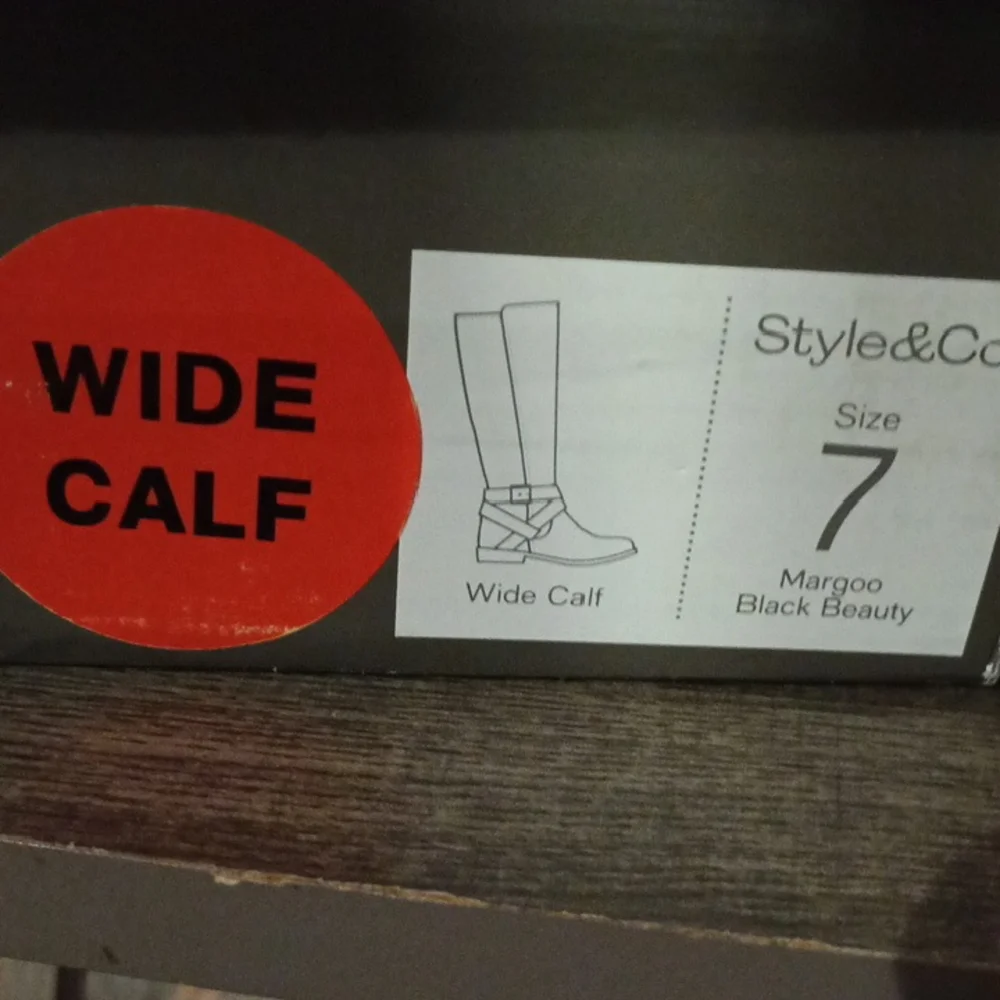 WIDE
CALF
Wide Calf
Style&Co
Size
7
Margoo
Black Beauty